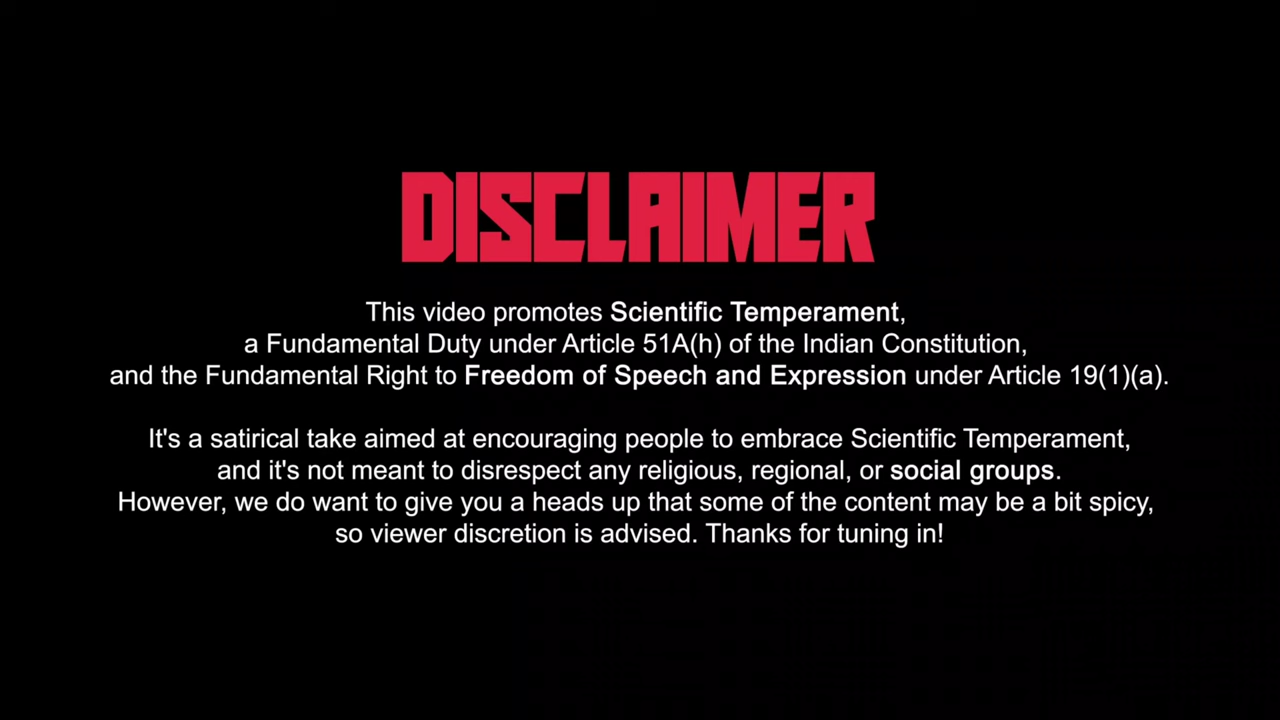 DISCLAIMER
This video promotes Scientific Temperament,
a Fundamental Duty under Article 51A(h) of the Indian Constitution,
and the Fundamental Right to Freedom of Speech and Expression under Article 19(1)(a).
It's a satirical take aimed at encouraging people to embrace Scientific Temperament,
and it's not meant to disrespect any religious, regional, or social groups.
However, we do want to give you a heads up that some of the content may be a bit spicy,
so viewer discretion is advised. Thanks for tuning in!